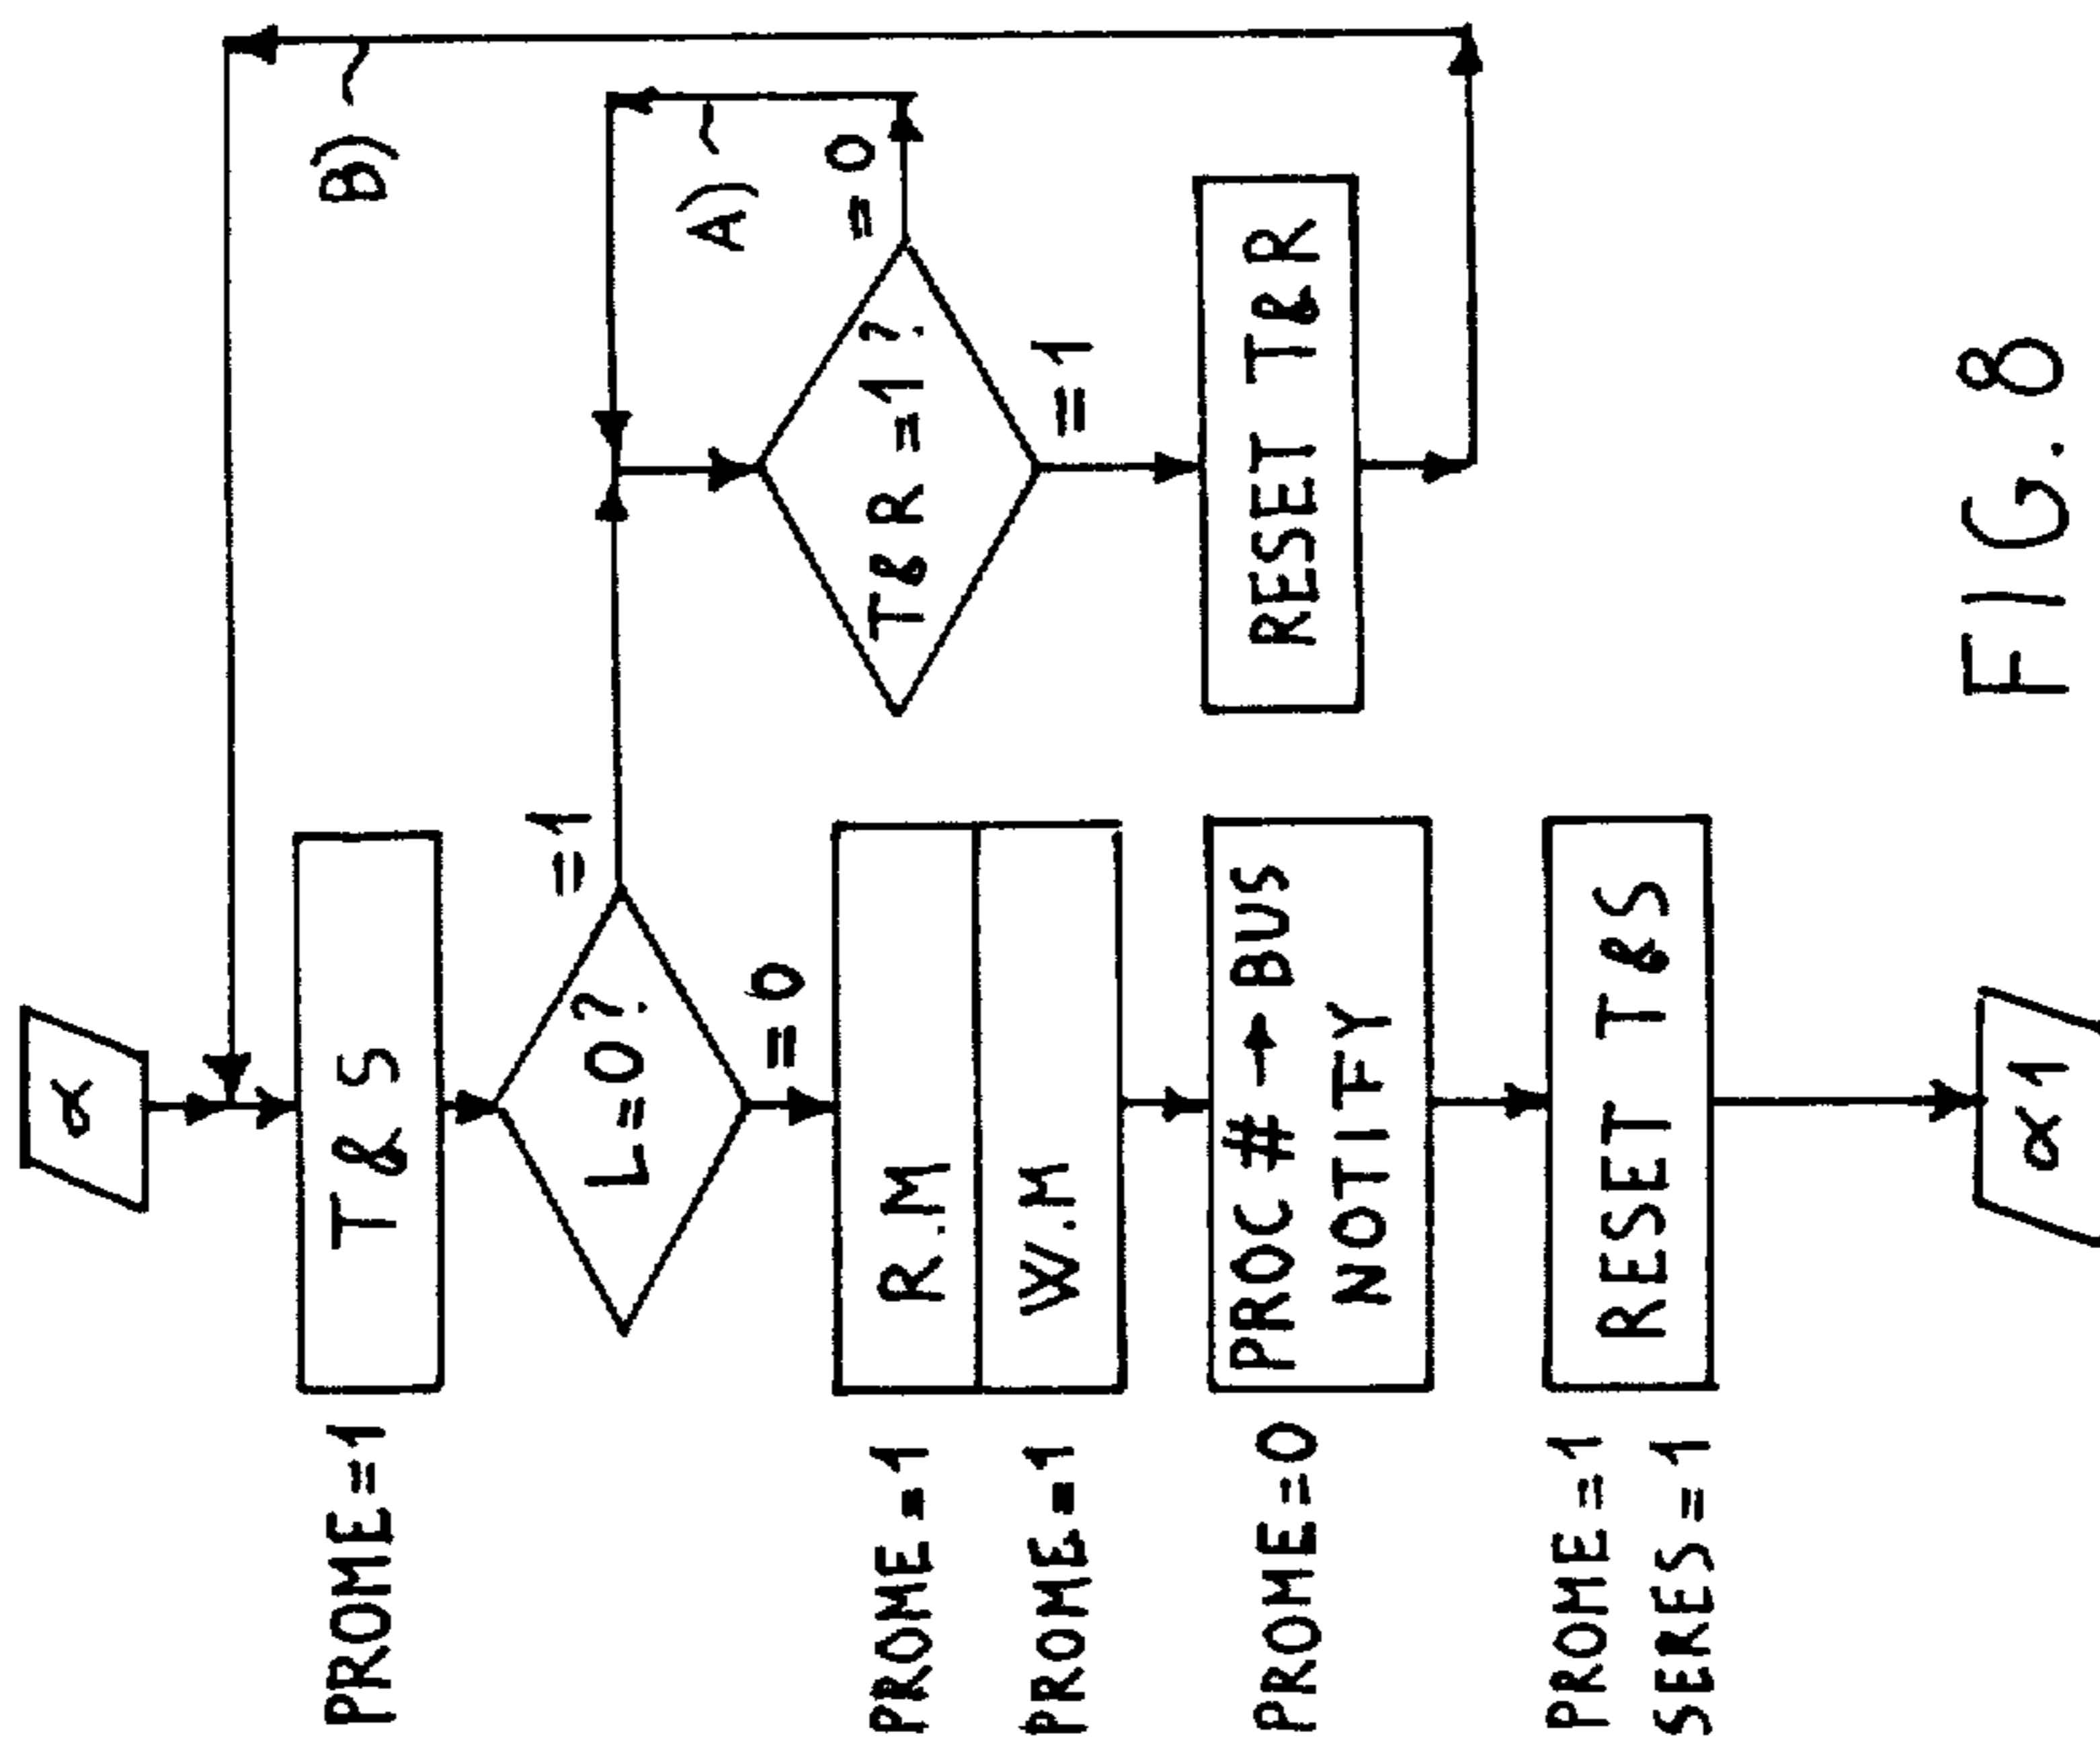 α
B)
PROME=1
T & S
L=0?
=1
=0
A)
T&R=1?
=0
=1
PROME=1
R.M
PROME=1
W.M
RESET T&R
PROME=0
PROC # → BUS
NOTIFY
PROME=1
SERES=1
RESET T&S
α1
FIG.8